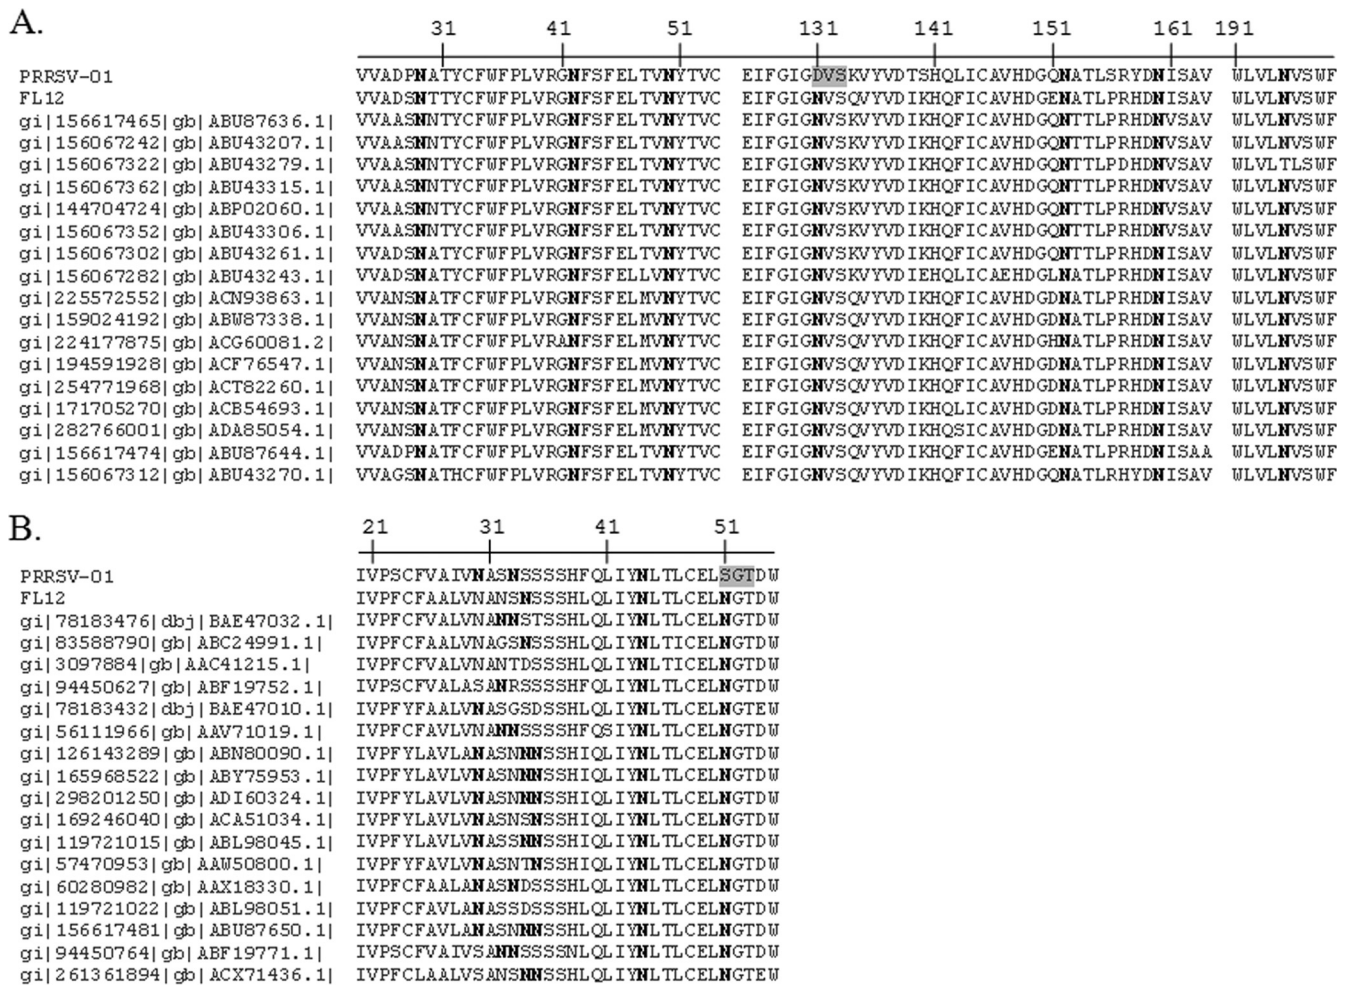 A.
31 41 51 131 141 151 161 191
PRRSV-01 VVADPNATYCFWFPLVRGNFSFELTVNYTVC EIFGIGDVSKVYVDTSHQLICAVHDGQNATLSRYDNISAV WLVLNVSWF
FL12 VVADSNTTYCFWFPLVRGNFSFELTVNYTVC EIFGIGNVSQVYVDIKHQFICAVHDGENATLPRHDNISAV WLVLNVSWF
gi|156617465|gb|ABU87636.1| VVAASNNTYCFWFPLVRGNFSFELTVNYTVC EIFGIGNVSKVYVDIKHQFICAVHDGQNTTLPRHDNVSAV WLVLNVSWF
gi|156067242|gb|ABU43207.1| VVAASNNTYCFWFPLVRGNFSFELTVNYTVC EIFGIGNVSKVYVDIKHQFICAVHDGQNTTLPRHDNVSAV WLVLNVSWF
gi|156067322|gb|ABU43279.1| VVAASNNTYCFWFPLVRGNFSFELTVNYTVC EIFGIGNVSKVYVDIKHQFICAVHDGQNTTLPDHDNVSAV WLVLTLSWF
gi|156067362|gb|ABU43315.1| VVAASNNTYCFWFPLVRGNFSFELTVNYTVC EIFGIGNVSKVYVDIKHQFICAVHDGQNTTLPRHDNVSAV WLVLNVSWF
gi|144704724|gb|ABP02060.1| VVAASNNTYCFWFPLVRGNFSFELTVNYTVC EIFGIGNVSKVYVDIKHQFICAVHDGQNTTLPRHDNVSAV WLVLNVSWF
gi|156067352|gb|ABU43306.1| VVAASNNTYCFWFPLVRGNFSFELTVNYTVC EIFGIGNVSKVYVDIKHQFICAVHDGQNTTLPRHDNISAV WLVLNVSWF
gi|156067302|gb|ABU43261.1| VVADSNATYCFWFPLVRGNFSFELTVNYTVC EIFGIGNVSKVYVDIKHQFICAVHDGQNTTLPRHDNISAV WLVLNVSWF
gi|156067282|gb|ABU43243.1| VVADSNATYCFWFPLVRGNFSFELLVNYTVC EIFGIGNVSKVYVDIEHQLICAEHDGLNATLPRHDNISAV WLVLNVSWF
gi|225572552|gb|ACN93863.1| VVANSNATFCFWFPLVRGNFSFELMVNYTVC EIFGIGNVSQVYVDIKHQFICAVHDGDNATLPRHDNISAV WLVLNVSWF
gi|159024192|gb|ABW87338.1| VVANSNATFCFWFPLVRGNFSFELMVNYTVC EIFGIGNVSQVYVDIKHQFICAVHDGDNATLPRHDNISAV WLVLNVSWF
gi|224177875|gb|ACG60081.2| VVANSNATFCFWFPLVRANFSFELMVNYTVC EIFGIGNVSQVYVDIKHQFICAVHDGHNATLPRHDNISAV WLVLNVSWF
gi|194591928|gb|ACF76547.1| VVANSNATFCFWFPLVRGNFSFELMVNYTVC EIFGIGNVSQVYVDIKHQFICAVHDGDNATLPRHDNISAV WLVLNVSWF
gi|254771968|gb|ACT82260.1| VVANSNATFCFWFPLVRGNFSFELMVNYTVC EIFGIGNVSQVYVDIKHQFICAVHDGDNATLPRHDNISAV WLVLNVSWF
gi|171705270|gb|ACB54693.1| VVANSNATFCFWFPLVRGNFSFELMVNYTVC EIFGIGNVSQVYVDIKHQLICAVHDGDNATLPRHDNISAV WLVLNVSWF
gi|282766001|gb|ADA85054.1| VVANSNATFCFWFPLVRGNFSFELMVNYTVC EIFGIGNVSQVYVDIKHQSICAVHDGDNATLPRHDNISAV WLVLNVSWF
gi|156617474|gb|ABU87644.1| VVADPNATYCFWFPLVRGNFSFELTVNYTVC EIFGIGNVSQVYVDIKHQFICAVHDGENATLPRHDNISAA WLVLNVSWF
gi|156067312|gb|ABU43270.1| VVAGSNATHCFWFPLVRGNFSFELTVNYTVC EIFGIGNVSQVYVDIKHQFICAVHDGQNATLRHYDNISAV WLVLNVSWF
B.
21 31 41 51
PRRSV-01 IVPSCFVAIVNASNSSSSHFQLIYNLTLCELSGTDW
FL12 IVPFCFAALVNANSNSSSHLQLIYNLTLCELNGTDW
gi|78183476|dbj|BAE47032.1| IVPFCFAALVNANNSTSSHLQLIYNLTLCELNGTDW
gi|83588790|gb|ABC24991.1| IVPFCFAALVNAGSNSSSHLQLIYNLTICELNGTDW
gi|3097884|gb|AAC41215.1| IVPFCFVALVNANTDSSSHLQLIYNLTICELNGTDW
gi|94450627|gb|ABF19752.1| IVPSCFVALASANRSSSSHFQLIYNLTLCELNGTDW
gi|78183432|dbj|BAE47010.1| IVPFYFAALVNASGSDSSHLQLIYNLTLCELNGTEW
gi|56111966|gb|AAV71019.1| IVPFCFAVLVNANNSSSSHFQSIYNLTLCELNGTDW
gi|126143289|gb|ABN80090.1| IVPFYLAVLANASNNNSSHIQLIYNLTLCELNGTDW
gi|165968522|gb|ABY75953.1| IVPFYLAVLVNASNNNSSHIQLIYNLTLCELNGTDW
gi|298201250|gb|ADI60324.1| IVPFYLAVLVNASNNNSSHIQLIYNLTLCELNGTDW
gi|169246040|gb|ACA51034.1| IVPFYLAVLVNASNSNSSHIQLIYNLTLCELNGTDW
gi|119721015|gb|ABL98045.1| IVPFYLAVLVNASSNNSSHIQLIYNLTLCELNGTDW
gi|57470953|gb|AAW50800.1| IVPFYFAVLVNASNTNSSHIQLIYNLTLCELNGTDW
gi|60280982|gb|AAX18330.1| IVPFCFAALANASNDSSSHLQLIYNLTLCELNGTDW
gi|119721022|gb|ABL98051.1| IVPFCFAVLANASSDSSSHLQLIYNLTLCELNGTDW
gi|156617481|gb|ABU87650.1| IVPFCFAVLANASNNNSSHLQLIYNLTLCELNGTDW
gi|94450764|gb|ABF19771.1| IVPSCFVAIVSANNSSSSNLQLIYNLTLCELNGTDW
gi|261361894|gb|ACX71436.1| IVPFCLAALVSANSNNSSHLQLIYNLTLCELNGTEW